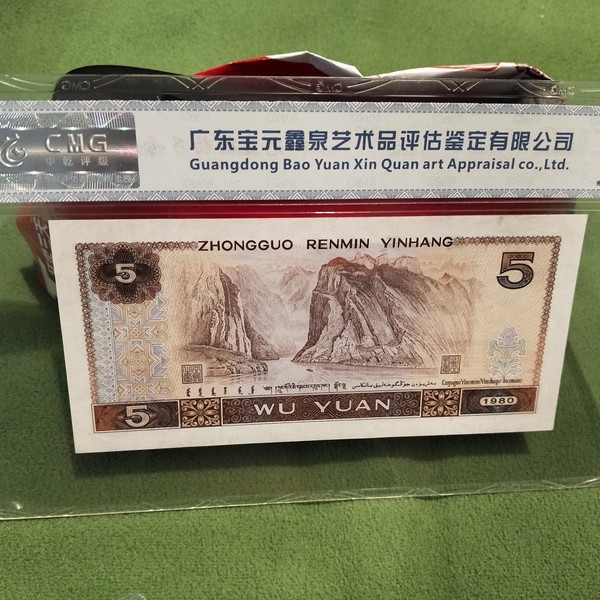 CMG
中乾评级
广东宝元鑫泉艺术品评估鉴定有限公司
Guangdong Bao Yuan Xin Quan art Appraisal co.,Ltd.
ZHONGGUO RENMIN YINHANG
5
5
5
WU YUAN
1980